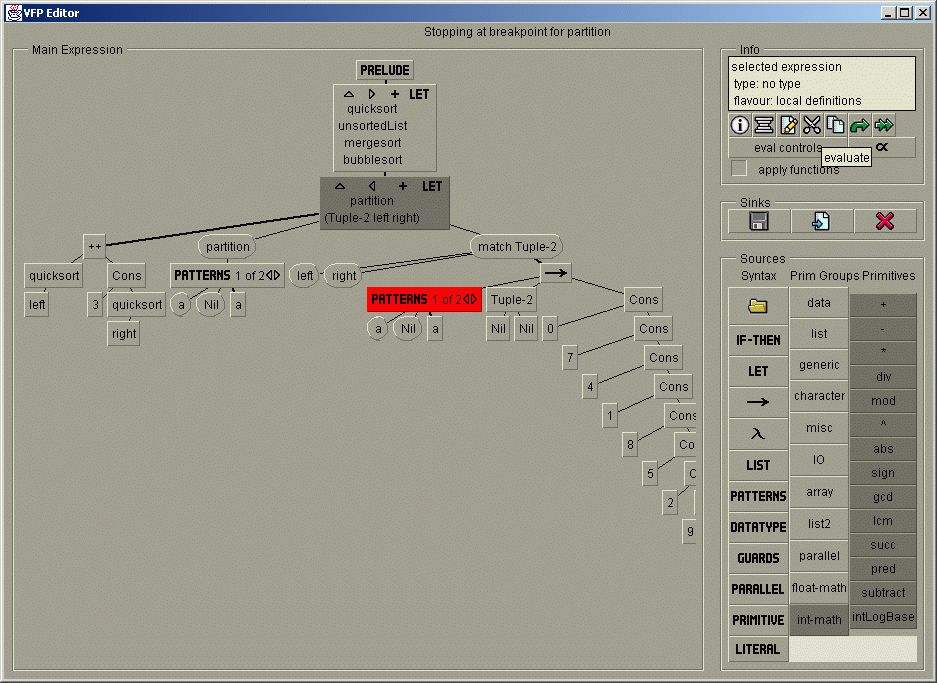 VFP Editor
Stopping at breakpoint for partition
Main Expression
PRELUDE
+ LET
quicksort
unsortedList
mergesort
bubblesort
+ LET
partition
(Tuple-2 left right)
++
partition
match Tuple-2
quicksort
Cons
PATTERNS 1 of 2
left
right
→
left
3
quicksort
a
Nil
a
PATTERNS 1 of 2
Tuple-2
Cons
right
a
Nil
a
Nil
Nil
0
Cons
7
Cons
4
Cons
1
Cons
8
Co
5
C
2
9
Info
selected expression
type: no type
flavour: local definitions
eval controls
α
evaluate
apply functions
Sinks
Sources
Syntax Prim Groups Primitives
IF-THEN
LET
→
λ
LIST
PATTERNS
DATATYPE
GUARDS
PARALLEL
PRIMITIVE
LITERAL
data
list
generic
character
misc
IO
array
list2
parallel
float-math
int-math
+
-
*
div
mod
^
abs
sign
gcd
lcm
succ
pred
subtract
intLogBase